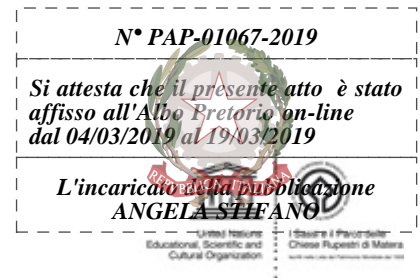 N° PAP-01067-2019
Si attesta che il presente atto è stato
affisso all'Albo Pretorio on-line
dal 04/03/2019 al 19/03/2019
L'incaricato della pubblicazione
ANGELA STIFANO
REPUBBLICA ITALIANA
United Nations
Educational, Scientific and
Cultural Organization
I Sassi e il Parco delle
Chiese Rupestri di Matera